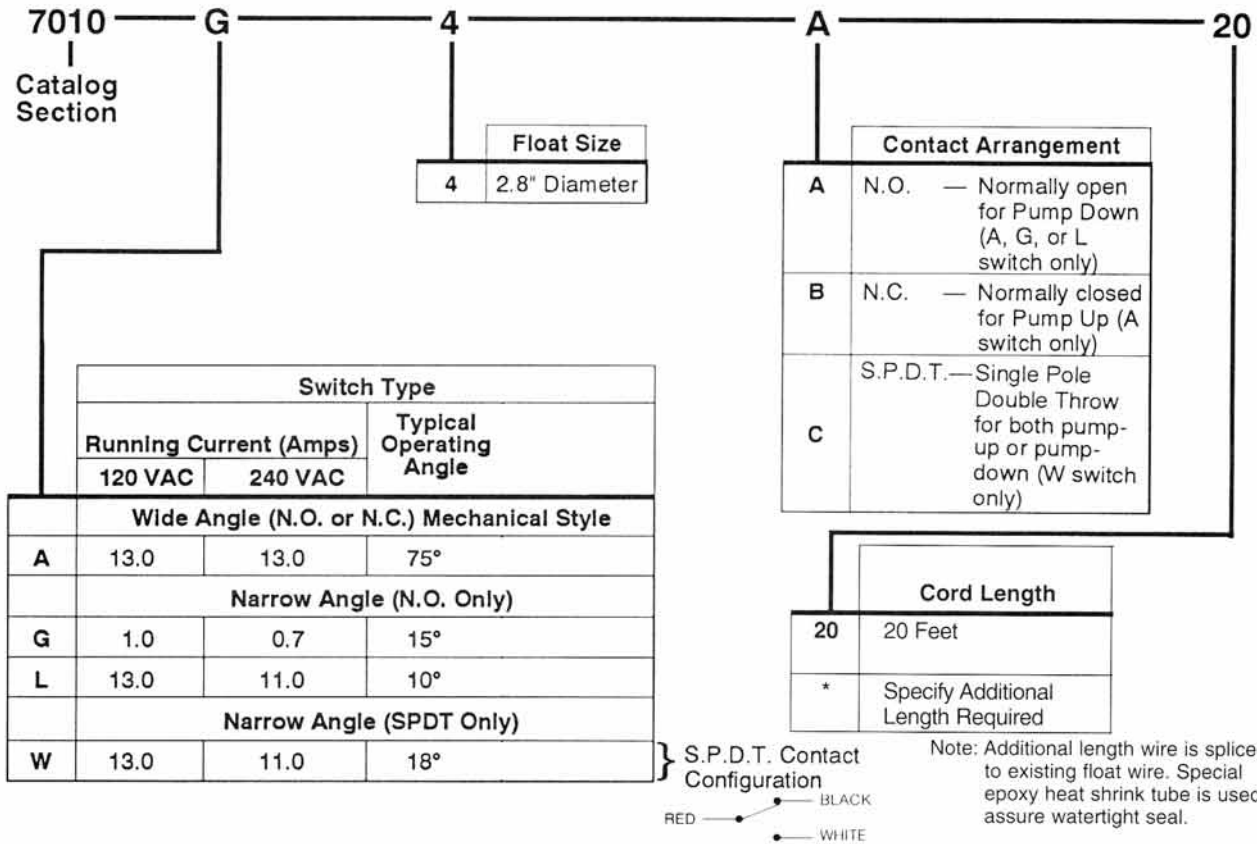 7010 G 4 A 20
Catalog
Section
Float Size
4 2.8" Diameter
Contact Arrangement
A N.O. — Normally open
for Pump Down
(A, G, or L
switch only)
B N.C. — Normally closed
for Pump Up (A
switch only)
C S.P.D.T.—Single Pole
Double Throw
for both pump-
up or pump-
down (W switch
only)
Switch Type
Running Current (Amps) Typical
Operating
Angle
120 VAC 240 VAC
Wide Angle (N.O. or N.C.) Mechanical Style
A 13.0 13.0 75°
Narrow Angle (N.O. Only)
G 1.0 0.7 15°
L 13.0 11.0 10°
Narrow Angle (SPDT Only)
W 13.0 11.0 18°
} S.P.D.T. Contact
Configuration
RED
BLACK
WHITE
Cord Length
20 20 Feet
* Specify Additional
Length Required
Note: Additional length wire is splice
to existing float wire. Special
epoxy heat shrink tube is used
assure watertight seal.